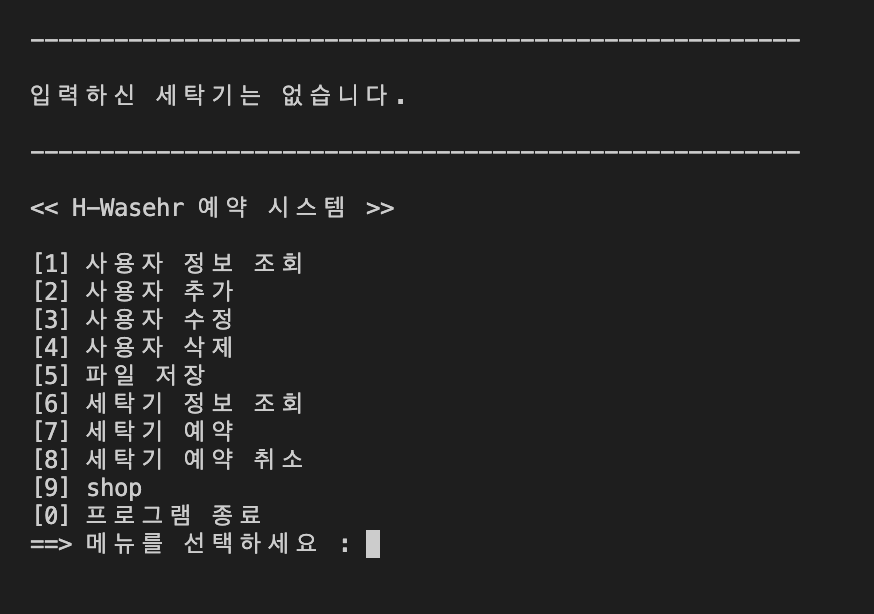 -------------------------------------------------------
입력하신 세탁기는 없습니다.
-------------------------------------------------------
<< H-Wasehr 예약 시스템 >>
[1] 사용자 정보 조회
[2] 사용자 추가
[3] 사용자 수정
[4] 사용자 삭제
[5] 파일 저장
[6] 세탁기 정보 조회
[7] 세탁기 예약
[8] 세탁기 예약 취소
[9] shop
[0] 프로그램 종료
==> 메뉴를 선택하세요 :